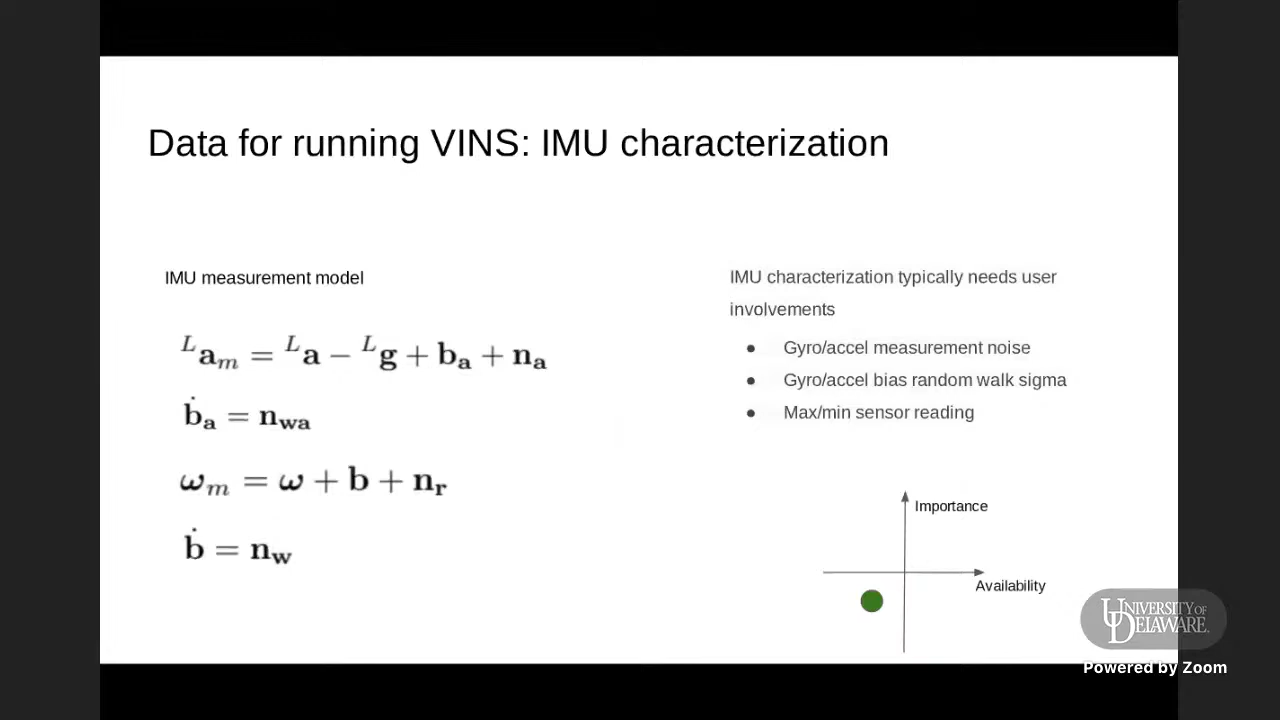 Data for running VINS: IMU characterization
IMU measurement model
ᴸaₘ = ᴸa − ᴸg + b_a + n_a
ḃ_a = n_wa
ωₘ = ω + b + n_r
ḃ = n_w
IMU characterization typically needs user
involvements
● Gyro/accel measurement noise
● Gyro/accel bias random walk sigma
● Max/min sensor reading
Importance
Availability
UNIVERSITY OF
DELAWARE.
Powered by Zoom